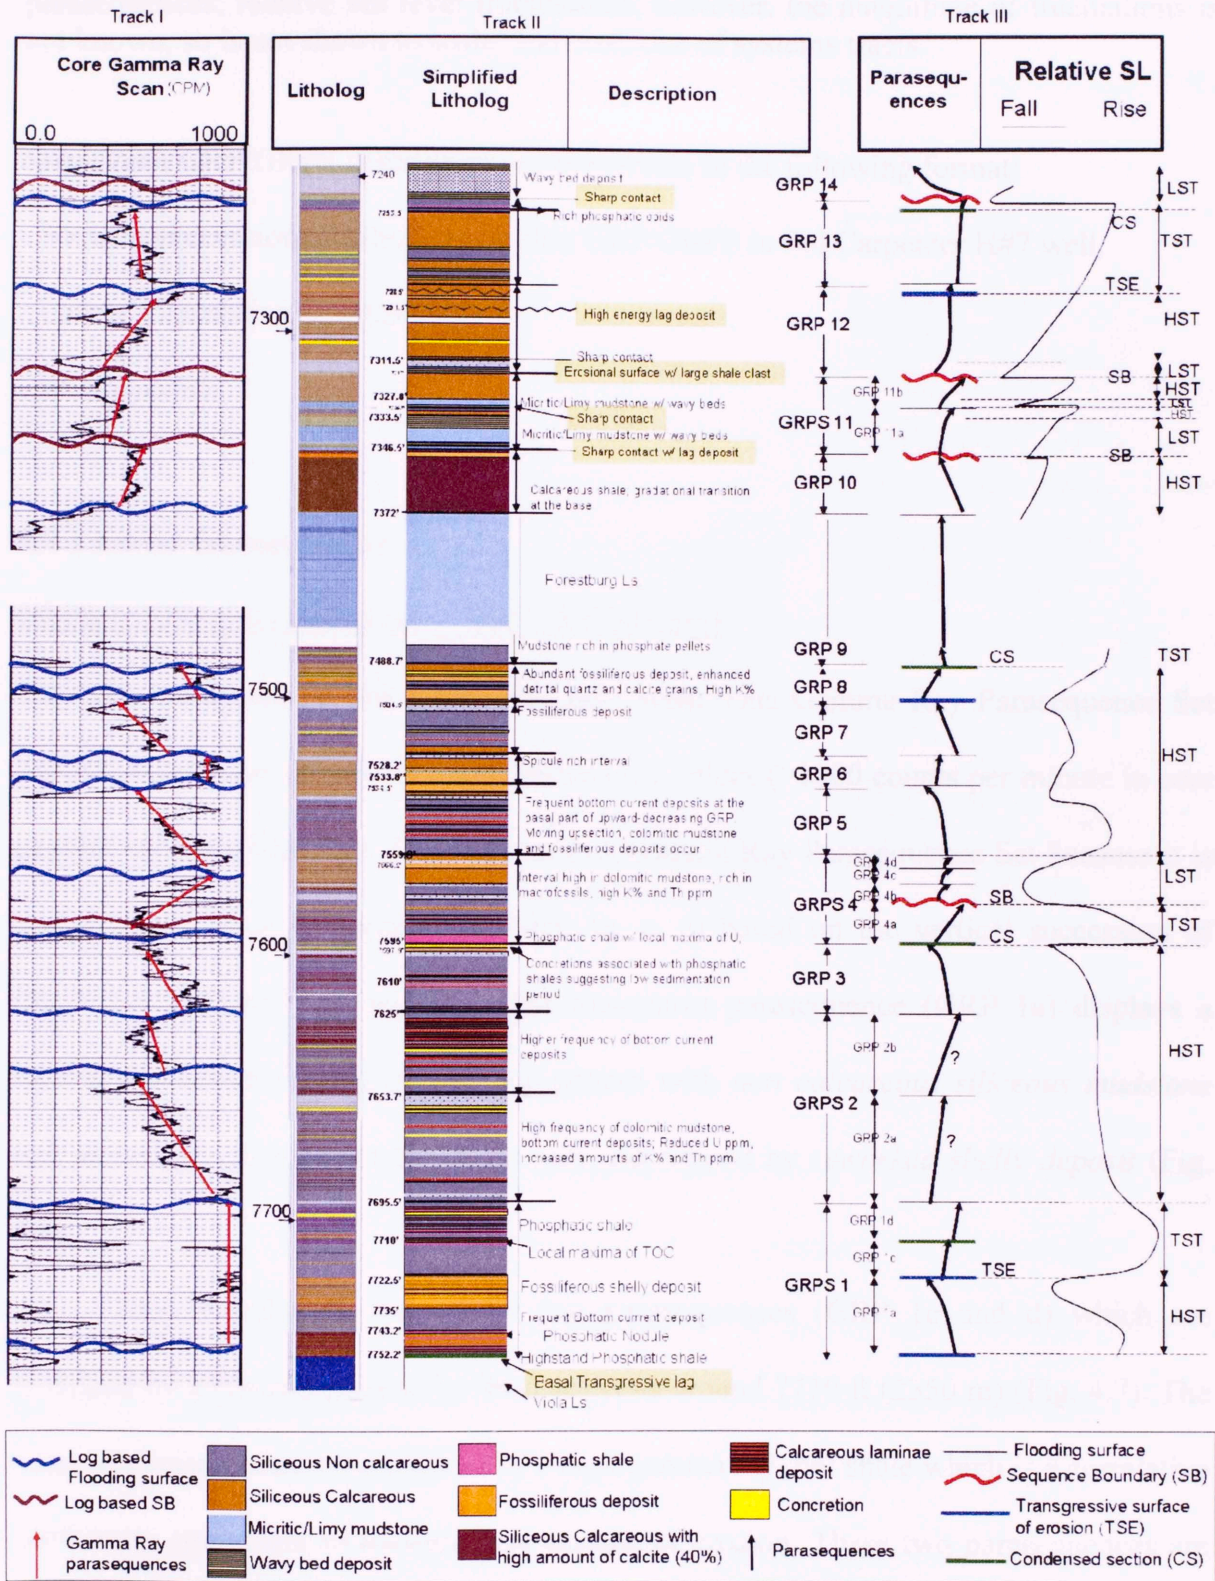 Track I
Track II
Track III
Core Gamma Ray
Scan (CPM)
0.0 1000
Litholog
Simplified
Litholog
Description
Parasequ-
ences
Relative SL
Fall Rise
7240
Wavy bed deposit
Sharp contact
Rich phosphatic ooids
High energy lag deposit
7300
7311.5'
Sharp contact
Erosional surface w/ large shale clast
7327.8'
Micritic/Limy mudstone w/ wavy beds
7333.5'
Sharp contact
Micritic/Limy mudstone w/ wavy beds
7346.5'
Sharp contact w/ lag deposit
Calcareous shale, gradational transition
at the base
7372'
Forestburg Ls
Mudstone rich in phosphate pellets
7488.7'
Abundant fossiliferous deposit, enhanced
detrital quartz and calcite grains, High K%
7500
Fossiliferous deposit
7528.2'
Spicule rich interval
7533.8'
Frequent bottom current deposits at the
basal part of upward-decreasing GRP
Moving upsection, dolomitic mudstone
and fossiliferous deposits occur
7559.8'
Interval high in dolomitic mudstone, rich in
macrofossils, high K% and Th ppm
7595'
Phosphatic shale w/ local maxima of U,
7600
Concretions associated with phosphatic
shales suggesting low sedimentation
period
7610'
7625'
Higher frequency of bottom current
deposits
7653.7'
High frequency of dolomitic mudstone,
bottom current deposits; Reduced U ppm,
increased amounts of K% and Th ppm
7695.5'
7700
Phosphatic shale
7710'
Local maxima of TOC
7722.5'
Fossiliferous shelly deposit
7735'
Frequent Bottom current deposit
7743.2'
Phosphatic Nodule
7752.2'
Highstand Phosphatic shale
Basal Transgressive lag
Viola Ls
GRP 14
GRP 13
GRP 12
GRPS 11
GRP 11b
GRP 11a
GRP 10
GRP 9
GRP 8
GRP 7
GRP 6
GRP 5
GRPS 4
GRP 4d
GRP 4c
GRP 4b
GRP 4a
GRP 3
GRPS 2
GRP 2b
?
GRP 2a
?
GRPS 1
GRP 1d
GRP 1c
LST
CS
TST
TSE
HST
SB
LST
HST
TST
HST
LST
SB
HST
CS
TST
HST
LST
SB
TST
CS
HST
TST
TSE
HST
Log based
Flooding surface
Log based SB
Gamma Ray
parasequences
Siliceous Non calcareous
Siliceous Calcareous
Micritic/Limy mudstone
Wavy bed deposit
Phosphatic shale
Fossiliferous deposit
Siliceous Calcareous with
high amount of calcite (40%)
Calcareous laminae
deposit
Concretion
Parasequences
Flooding surface
Sequence Boundary (SB)
Transgressive surface
of erosion (TSE)
Condensed section (CS)